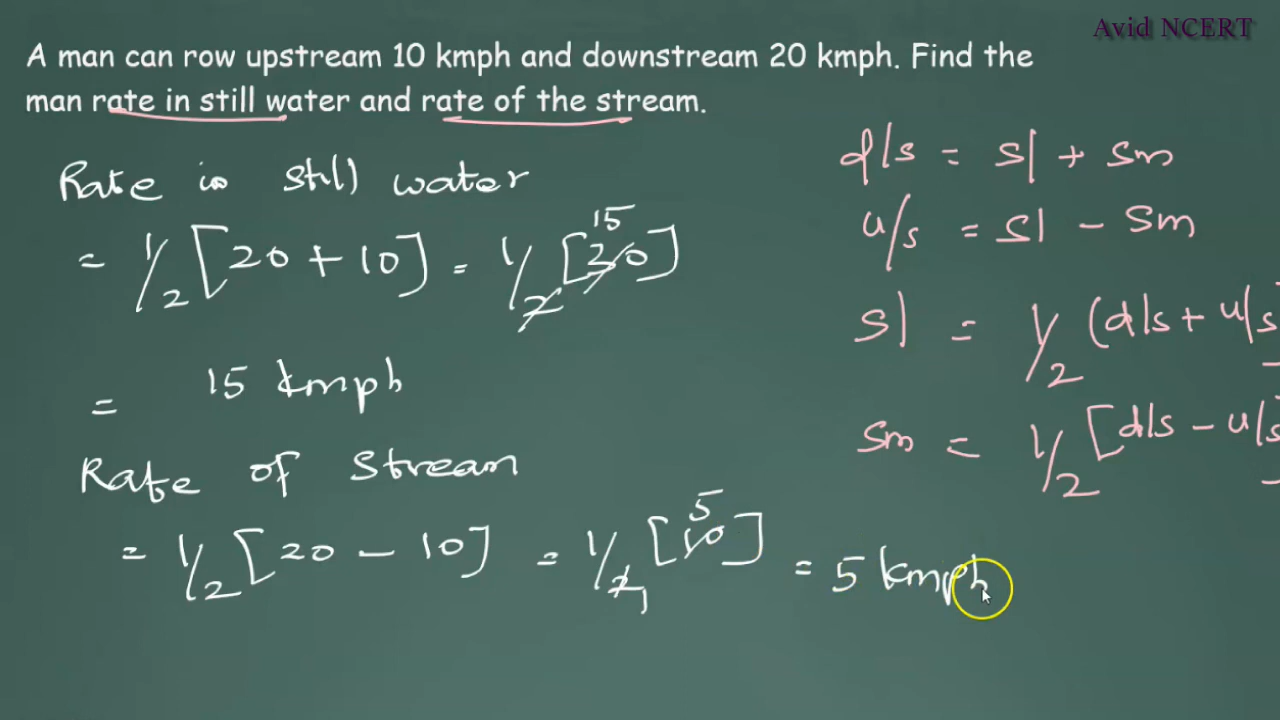 Avid NCERT
A man can row upstream 10 kmph and downstream 20 kmph. Find the
man rate in still water and rate of the stream.
Rate in still water
= 1/2 [20 + 10] = 1/2 [30] 15
= 15 kmph
Rate of Stream
= 1/2 [20 - 10] = 1/2 1 [10] 5 = 5 kmph
d/s = sl + sm
u/s = sl - sm
sl = 1/2 (d/s + u/s
sm = 1/2 [d/s - u/s